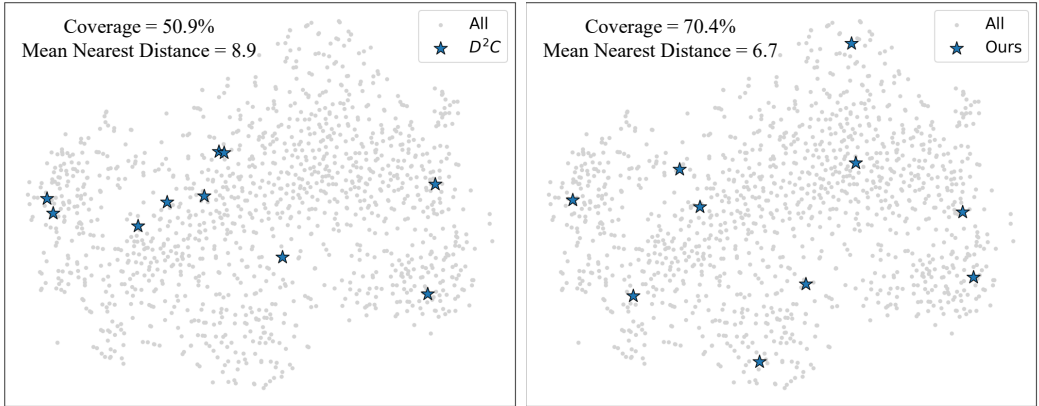 Coverage = 50.9%
Mean Nearest Distance = 8.9
All
D²C
Coverage = 70.4%
Mean Nearest Distance = 6.7
All
Ours